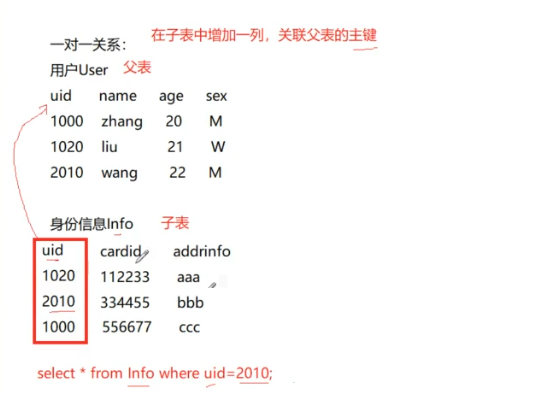 一对一关系： 在子表中增加一列，关联父表的主键
用户User 父表
uid name age sex
1000 zhang 20 M
1020 liu 21 W
2010 wang 22 M
身份信息Info 子表
uid cardid addrinfo
1020 112233 aaa
2010 334455 bbb
1000 556677 ccc
select * from Info where uid=2010;